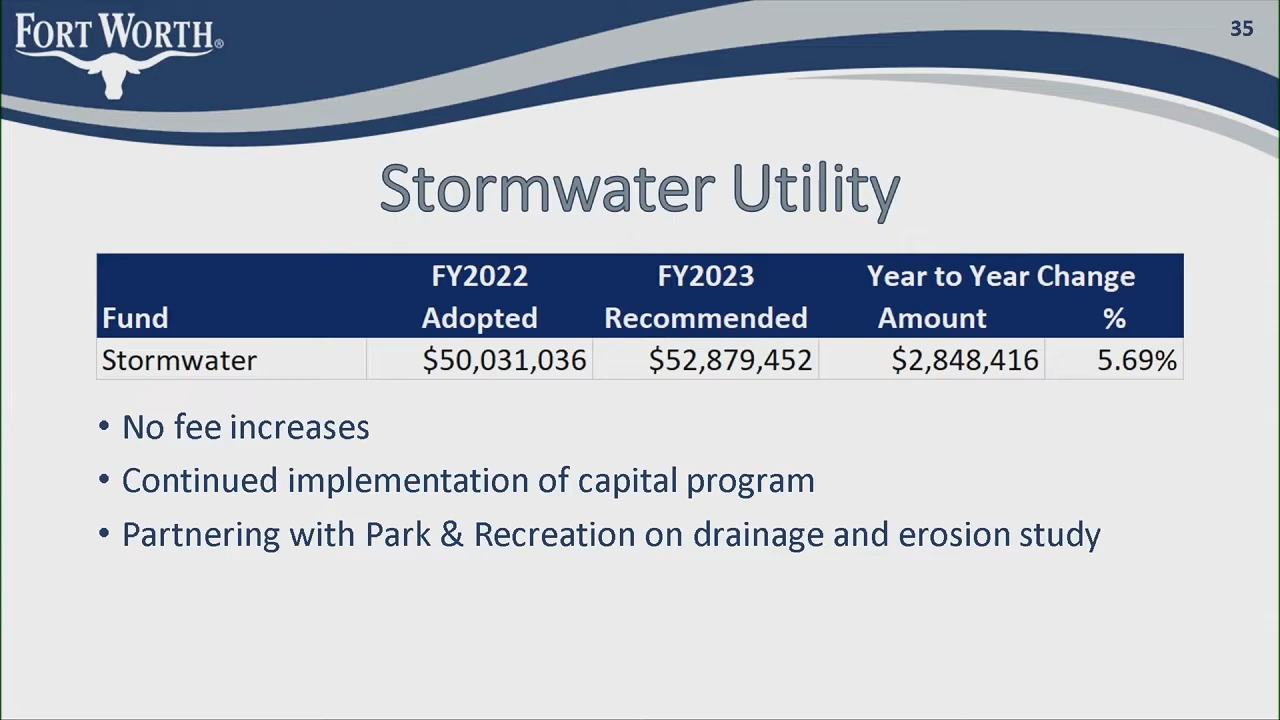 FORT WORTH®
35
Stormwater Utility
FY2022 FY2023 Year to Year Change
Fund Adopted Recommended Amount %
Stormwater $50,031,036 $52,879,452 $2,848,416 5.69%
• No fee increases
• Continued implementation of capital program
• Partnering with Park & Recreation on drainage and erosion study